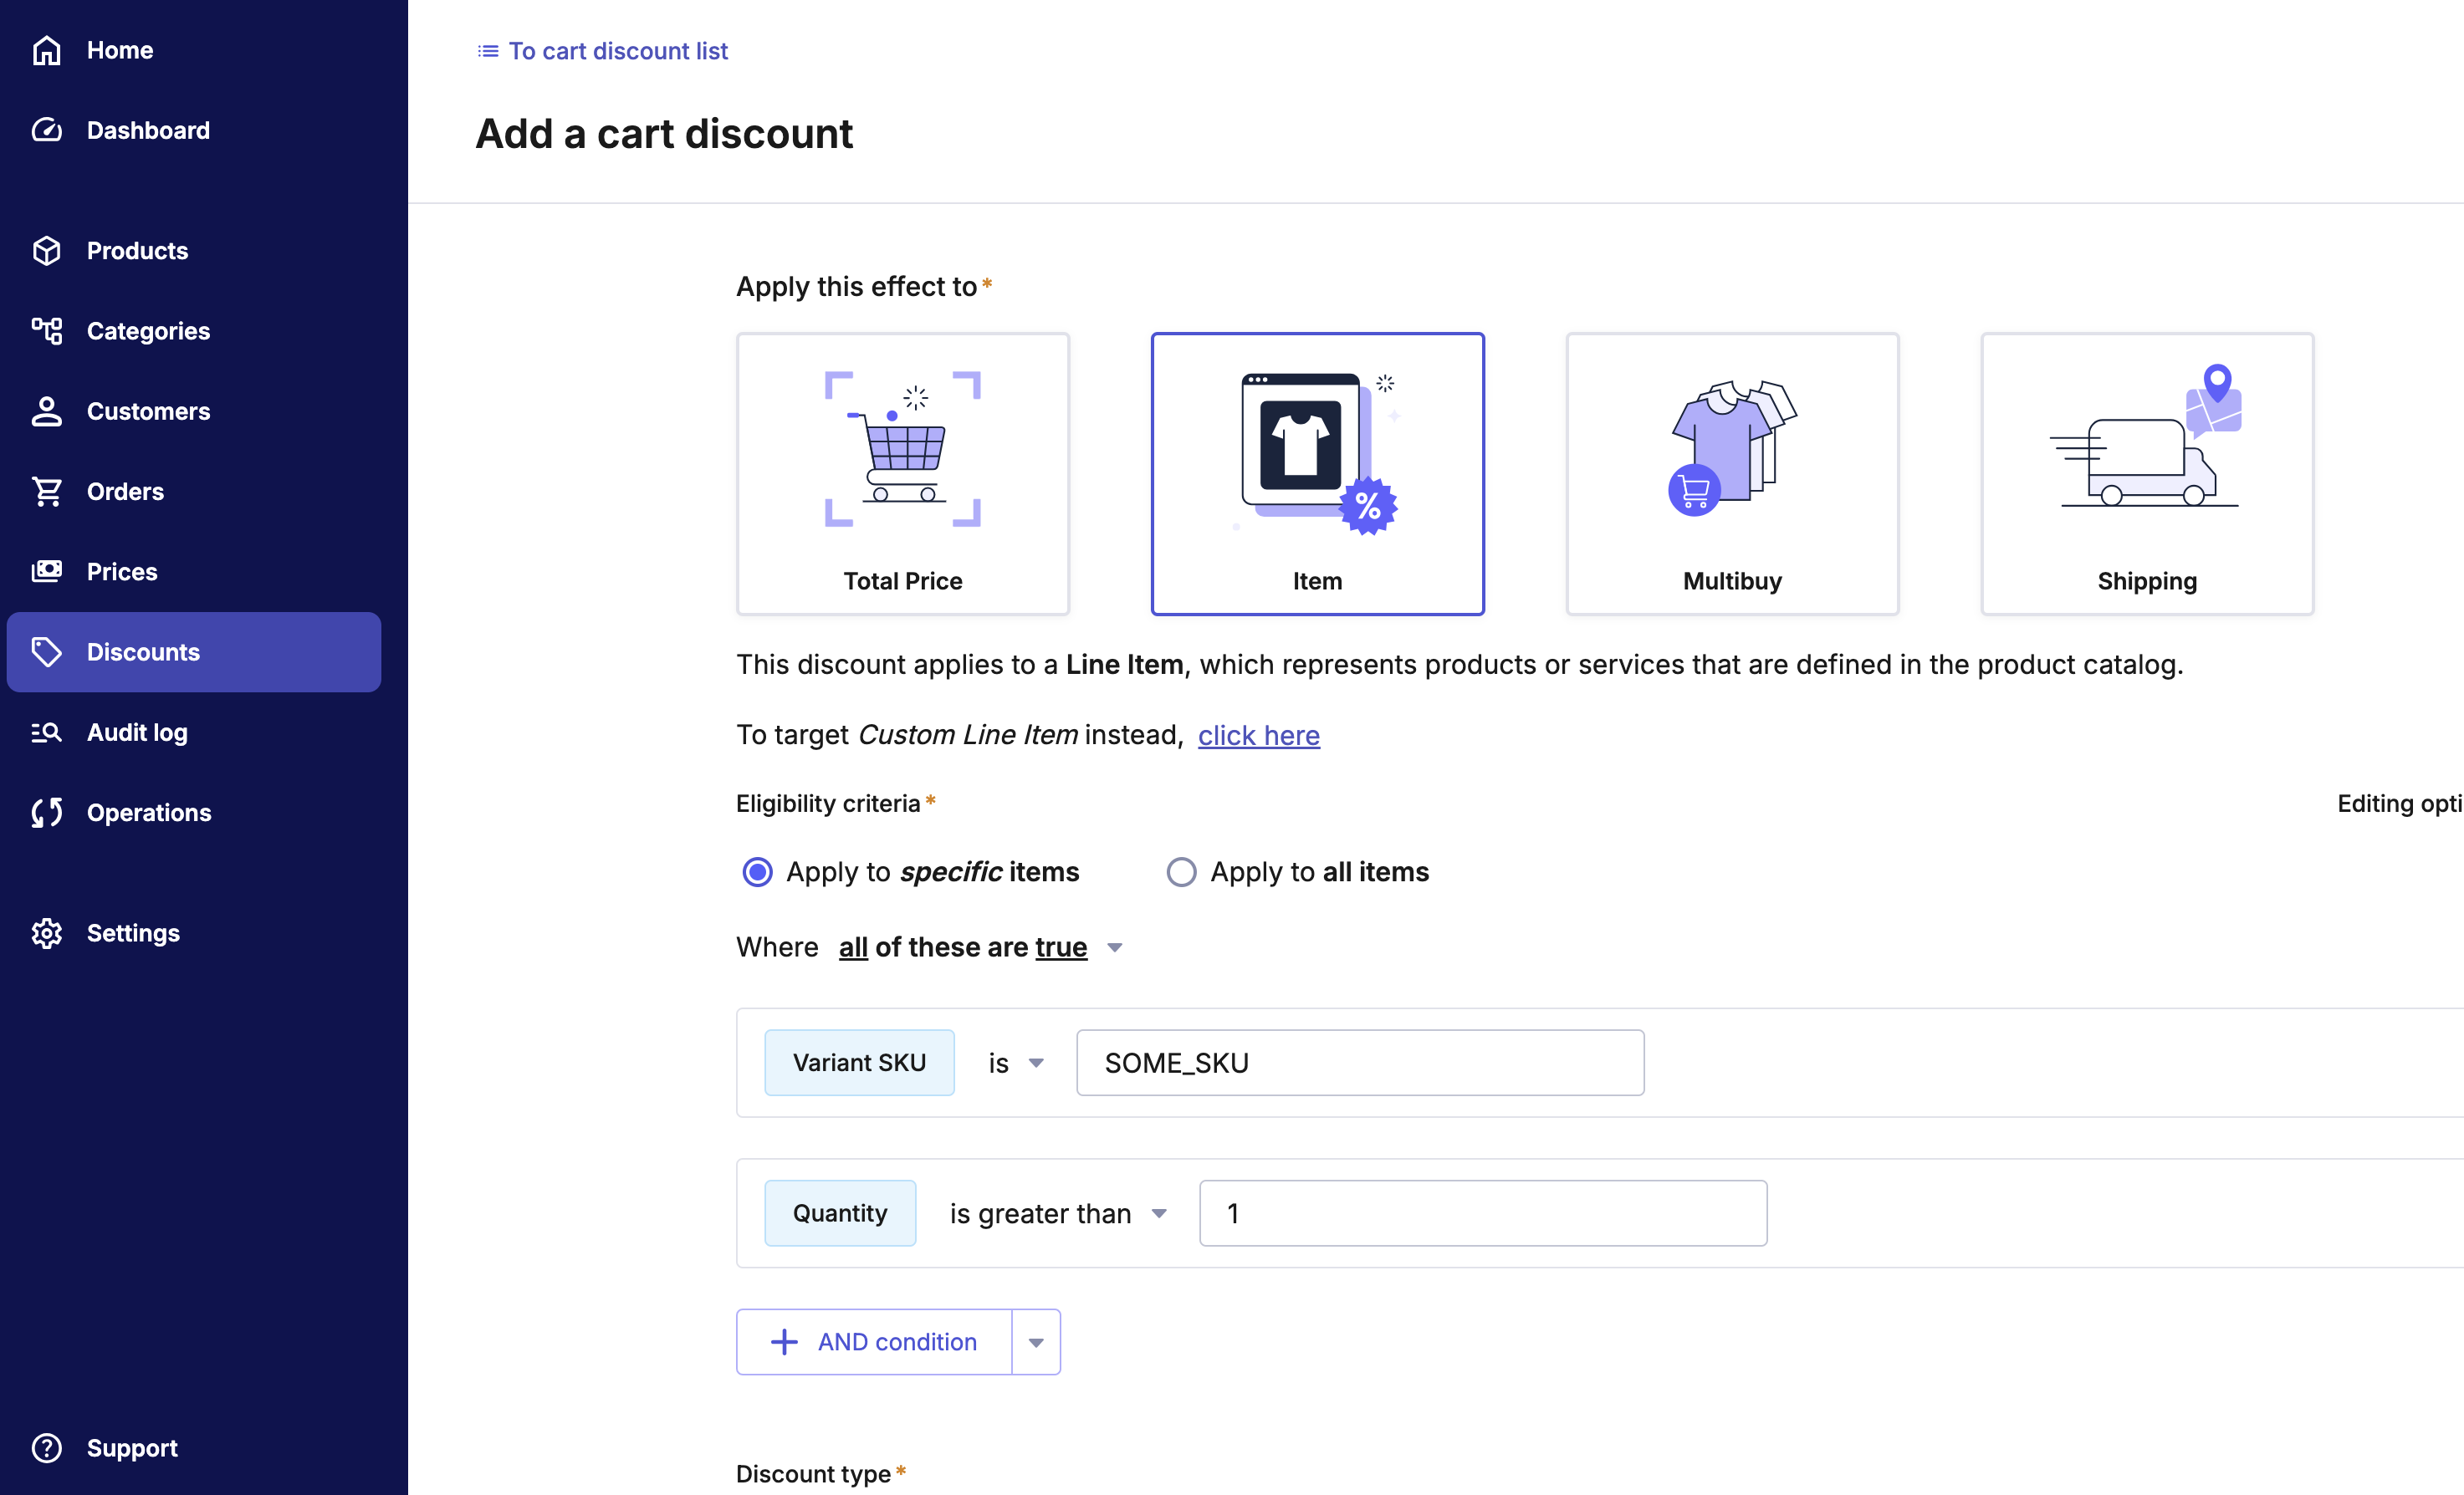 Home
Dashboard
Products
Categories
Customers
Orders
Prices
Discounts
Audit log
Operations
Settings
Support
To cart discount list
Add a cart discount
Apply this effect to*
Total Price
Item
%
Multibuy
Shipping
This discount applies to a Line Item, which represents products or services that are defined in the product catalog.
To target Custom Line Item instead, click here
Eligibility criteria*
Editing opti
Apply to specific items
Apply to all items
Where all of these are true
Variant SKU is SOME_SKU
Quantity is greater than 1
+ AND condition
Discount type*